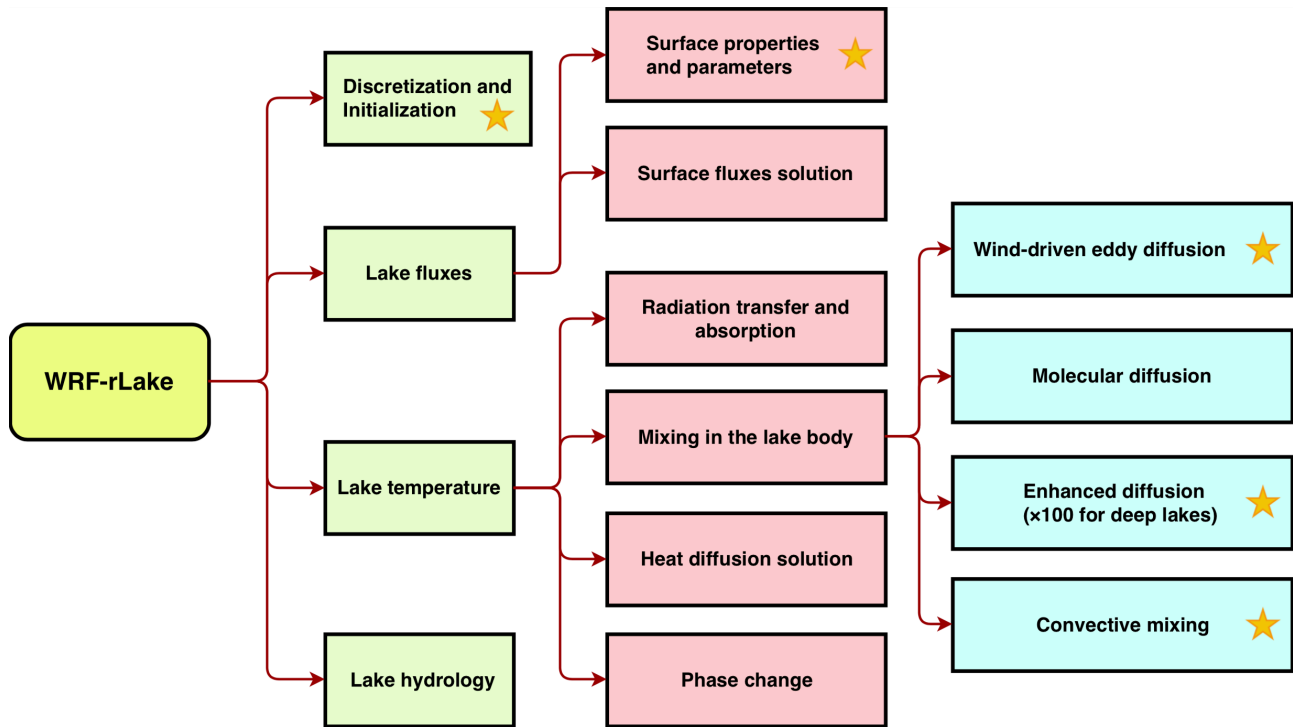 WRF-rLake
Discretization and
Initialization
Lake fluxes
Lake temperature
Lake hydrology
Surface properties
and parameters
Surface fluxes solution
Radiation transfer and
absorption
Mixing in the lake body
Heat diffusion solution
Phase change
Wind-driven eddy diffusion
Molecular diffusion
Enhanced diffusion
(×100 for deep lakes)
Convective mixing